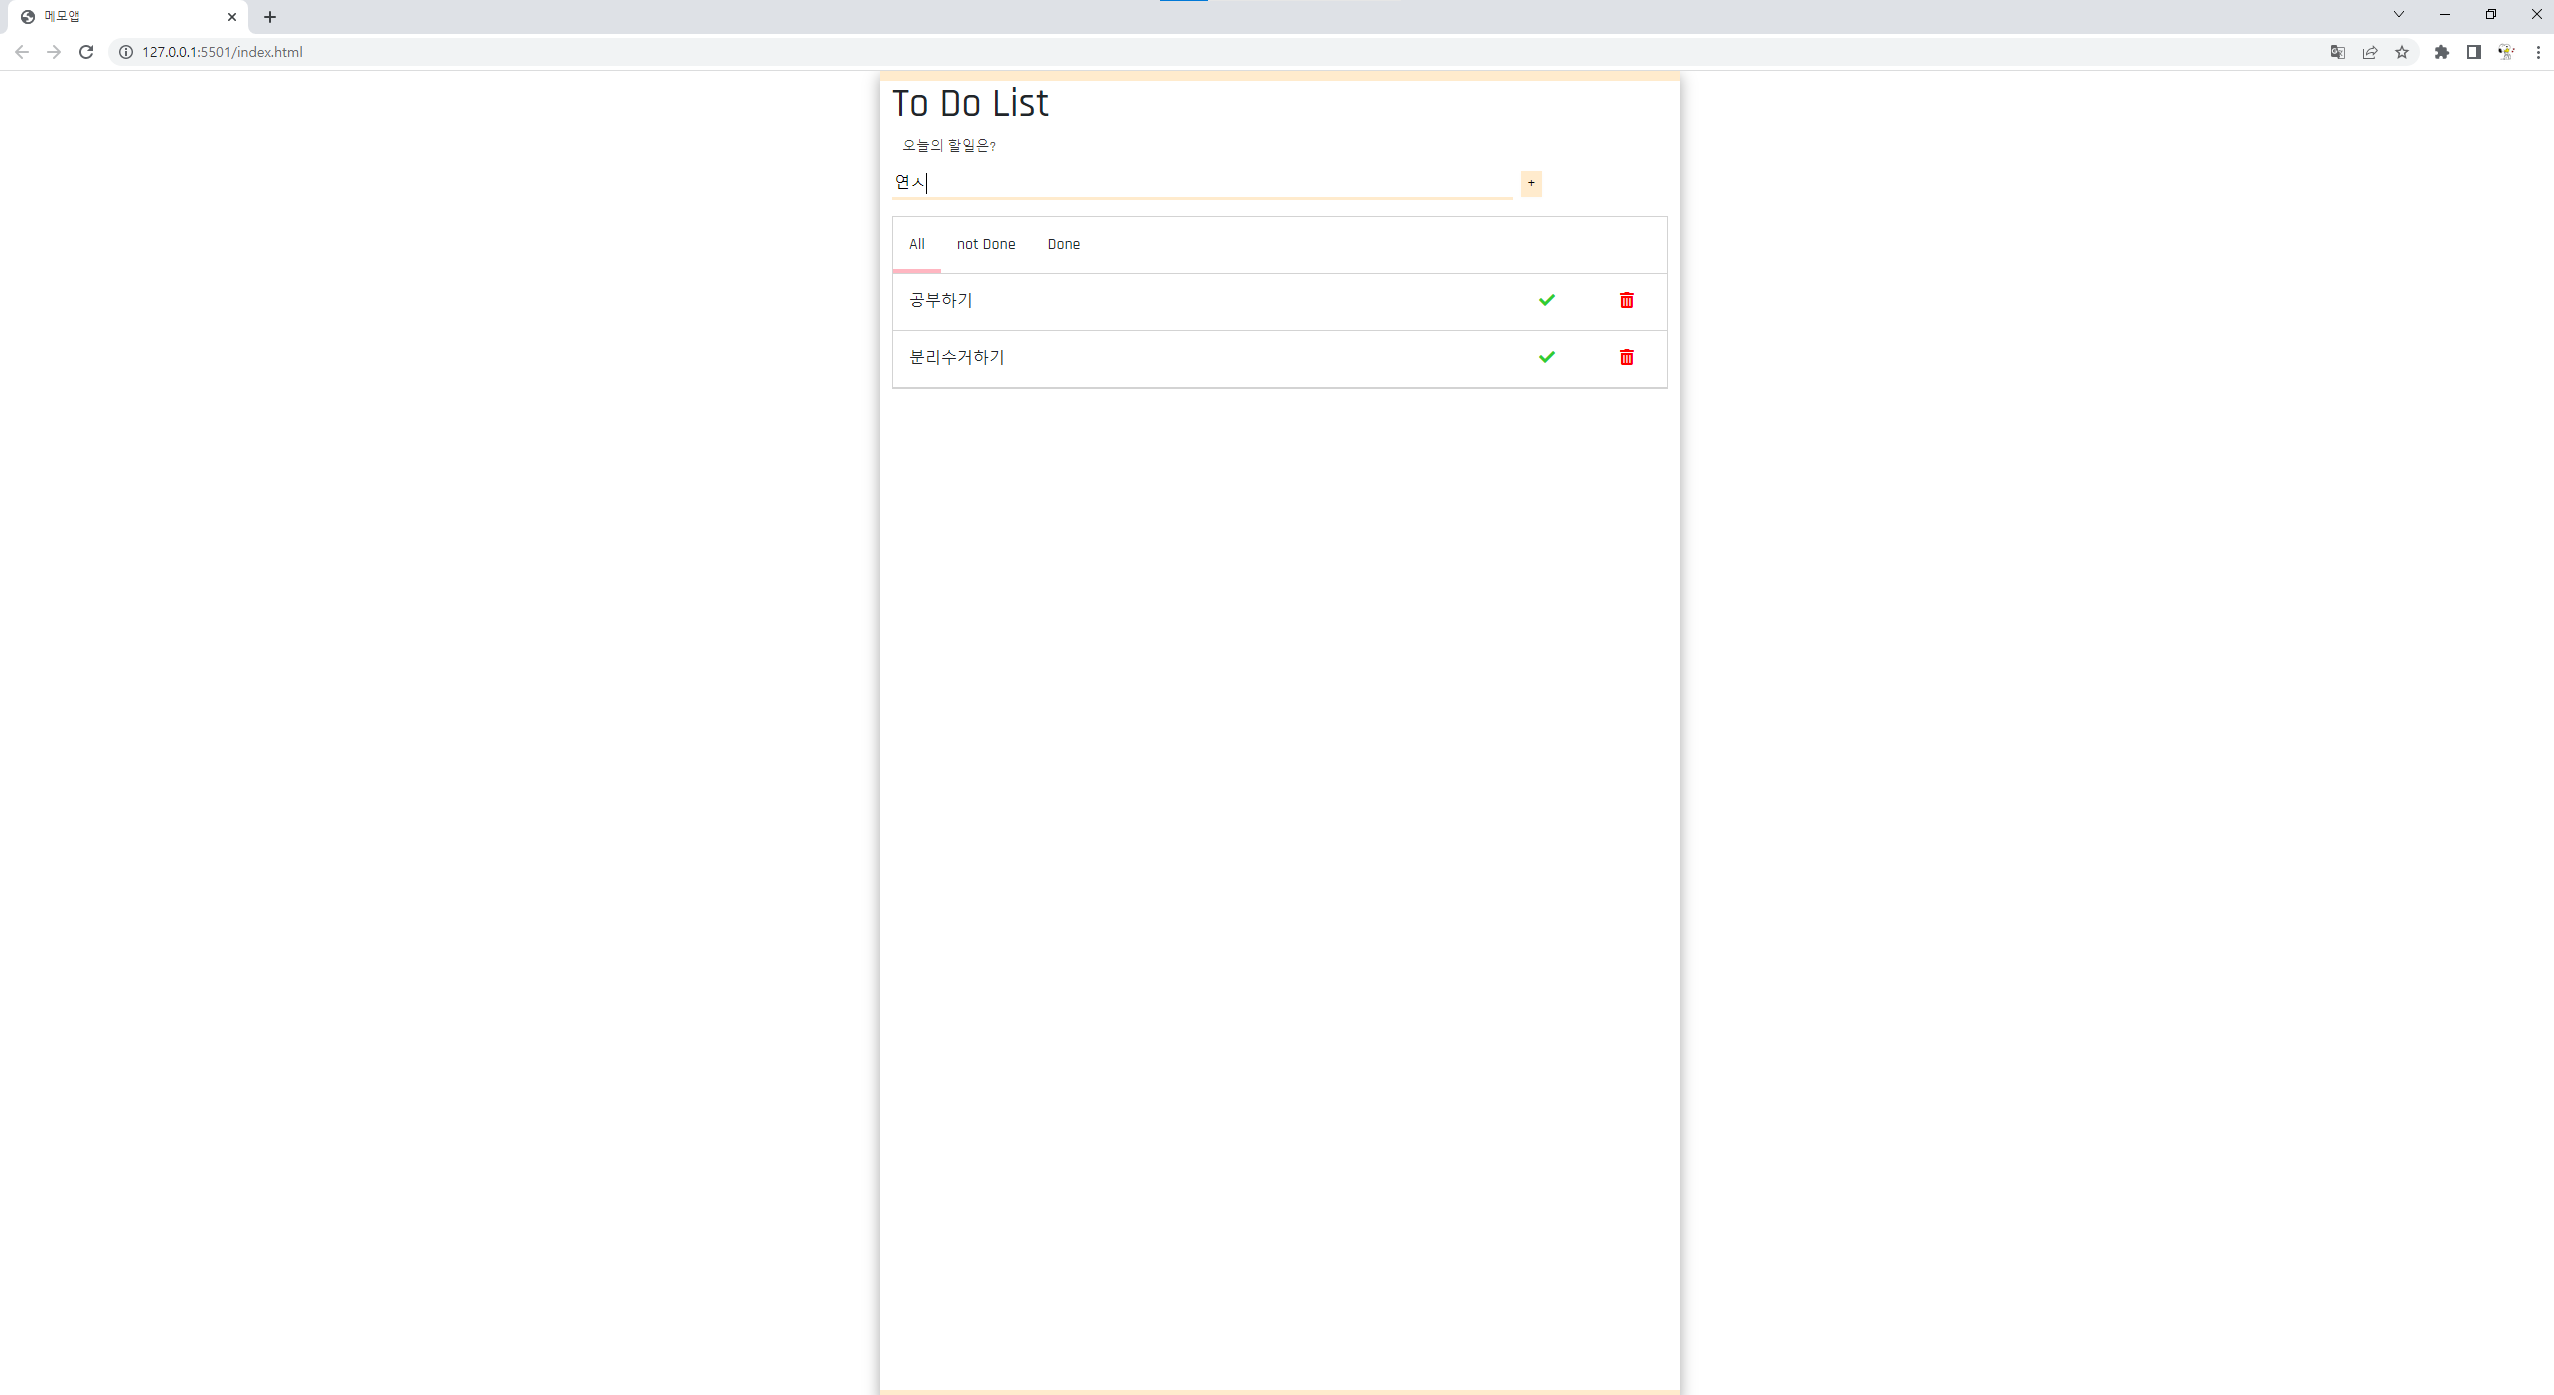 메모앱
127.0.0.1:5501/index.html
To Do List
오늘의 할일은?
연ㅅ
+
All not Done Done
공부하기
분리수거하기